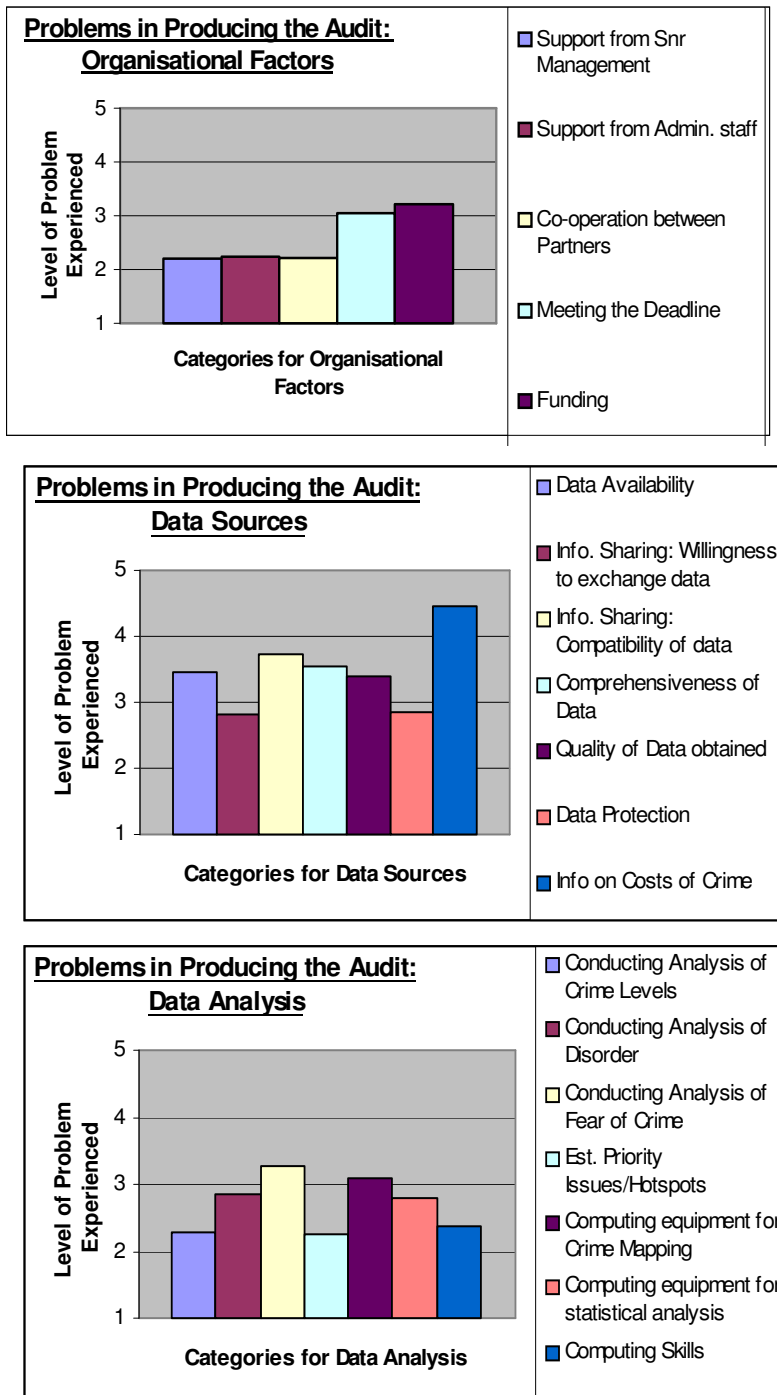 Problems in Producing the Audit:
Organisational Factors
5
4
3
2
1
Level of Problem
Experienced
Categories for Organisational
Factors
Support from Snr
Management
Support from Admin. staff
Co-operation between
Partners
Meeting the Deadline
Funding
Problems in Producing the Audit:
Data Sources
5
4
3
2
1
Level of Problem
Experienced
Categories for Data Sources
Data Availability
Info. Sharing: Willingness
to exchange data
Info. Sharing:
Compatibility of data
Comprehensiveness of
Data
Quality of Data obtained
Data Protection
Info on Costs of Crime
Problems in Producing the Audit:
Data Analysis
5
4
3
2
1
Level of Problem
Experienced
Categories for Data Analysis
Conducting Analysis of
Crime Levels
Conducting Analysis of
Disorder
Conducting Analysis of
Fear of Crime
Est. Priority
Issues/Hotspots
Computing equipment for
Crime Mapping
Computing equipment for
statistical analysis
Computing Skills